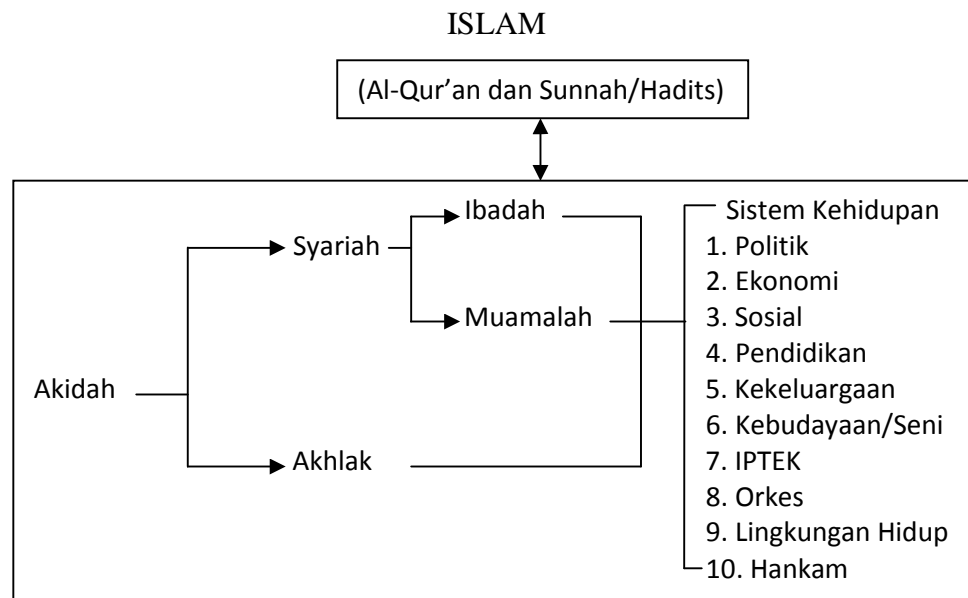 ISLAM
(Al-Qur’an dan Sunnah/Hadits)
Akidah
Syariah
Akhlak
Ibadah
Muamalah
Sistem Kehidupan
1. Politik
2. Ekonomi
3. Sosial
4. Pendidikan
5. Kekeluargaan
6. Kebudayaan/Seni
7. IPTEK
8. Orkes
9. Lingkungan Hidup
10. Hankam